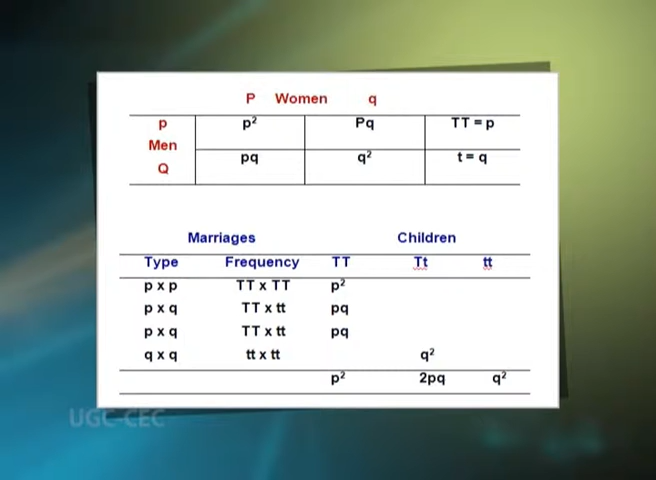 P Women q
p p² Pq TT = p
Men
Q pq q² t = q
Marriages Children
Type Frequency TT Tt tt
p x p TT x TT p²
p x q TT x tt pq
p x q TT x tt pq
q x q tt x tt q²
p² 2pq q²
UGC-CEC